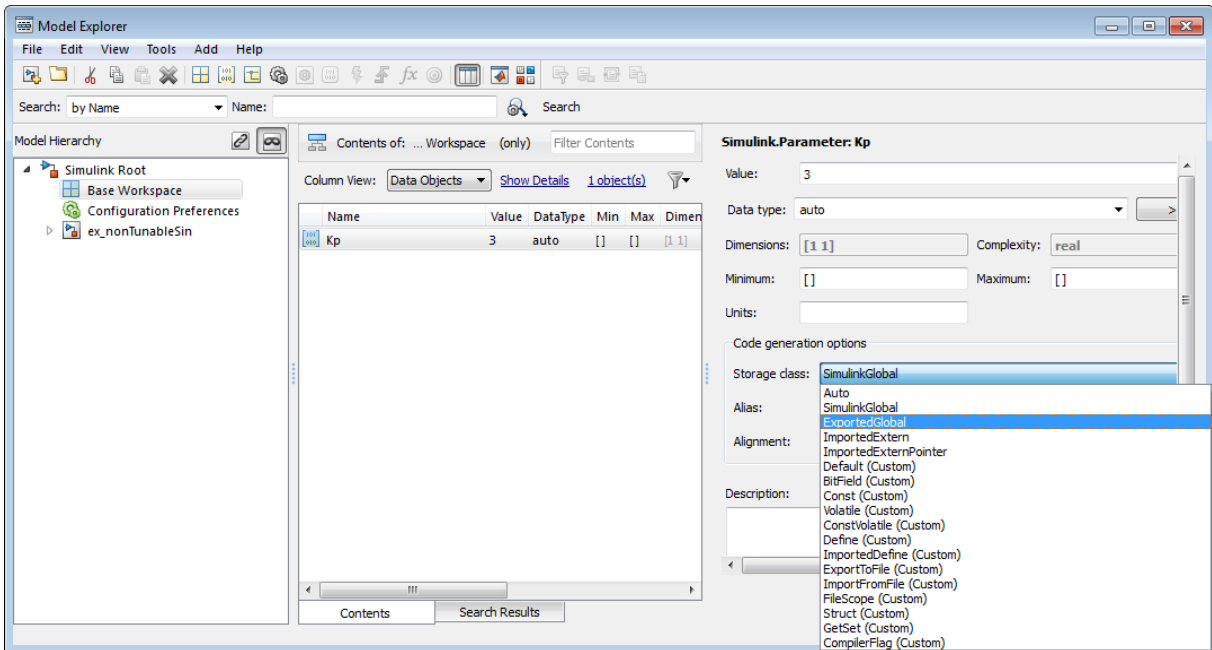 Model Explorer
File Edit View Tools Add Help
Search: by Name Name: Search
Model Hierarchy
Simulink Root
Base Workspace
Configuration Preferences
ex_nonTunableSin
Contents of: ... Workspace (only) Filter Contents
Column View: Data Objects Show Details 1 object(s)
Name Value DataType Min Max Dimen
Kp 3 auto [] [] [1 1]
Contents Search Results
Simulink.Parameter: Kp
Value: 3
Data type: auto >
Dimensions: [1 1] Complexity: real
Minimum: [] Maximum: []
Units:
Code generation options
Storage class: SimulinkGlobal
Alias:
Alignment:
Description:
Auto
SimulinkGlobal
ExportedGlobal
ImportedExtern
ImportedExternPointer
Default (Custom)
BitField (Custom)
Const (Custom)
Volatile (Custom)
ConstVolatile (Custom)
Define (Custom)
ImportedDefine (Custom)
ExportToFile (Custom)
ImportFromFile (Custom)
FileScope (Custom)
Struct (Custom)
GetSet (Custom)
CompilerFlag (Custom)